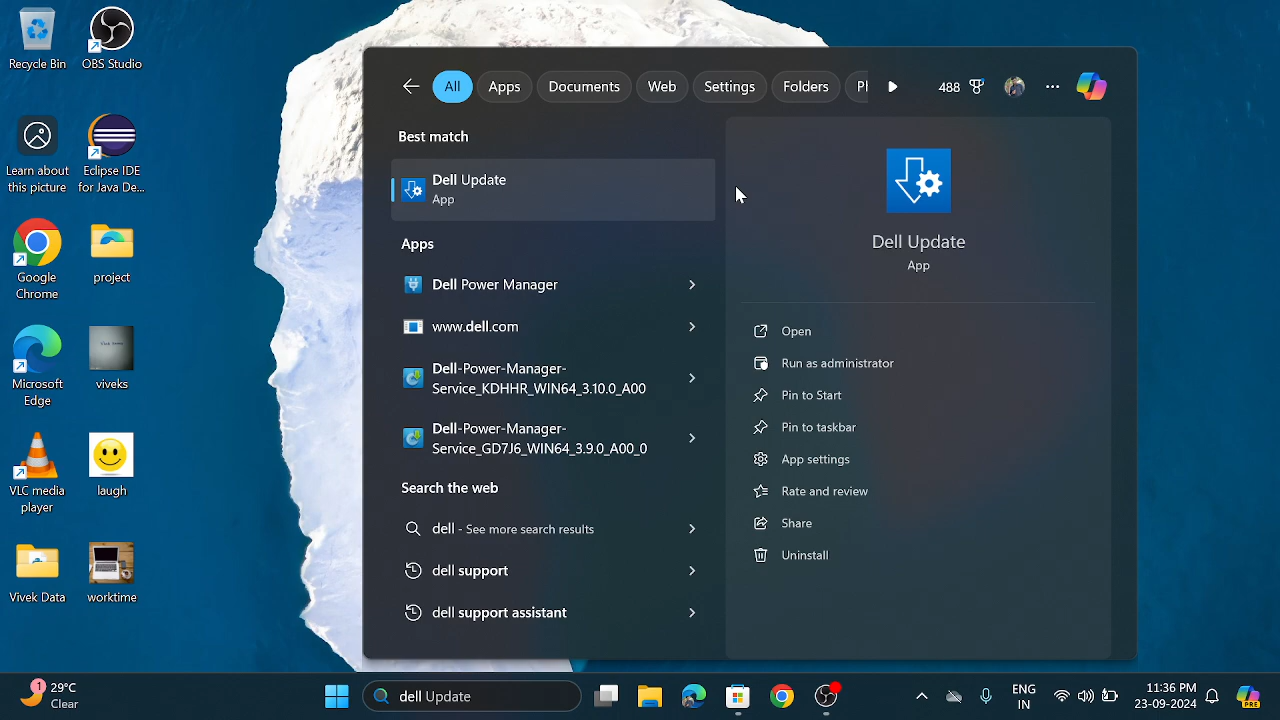 Recycle Bin
OBS Studio
Learn about
this picture
Eclipse IDE
for Java De...
Google
Chrome
project
Microsoft
Edge
viveks
VLC media
player
laugh
Vivek Data
worktime
All
Apps
Documents
Web
Settings
Folders
Pl
488
Best match
Dell Update
App
Apps
Dell Power Manager
www.dell.com
Dell-Power-Manager-
Service_KDHHR_WIN64_3.10.0_A00
Dell-Power-Manager-
Service_GD7J6_WIN64_3.9.0_A00_0
Search the web
dell - See more search results
dell support
dell support assistant
Dell Update
App
Open
Run as administrator
Pin to Start
Pin to taskbar
App settings
Rate and review
Share
Uninstall
1
29°C
Clear
dell Update
ENG
IN
11:36 PM
23-09-2024
PRE